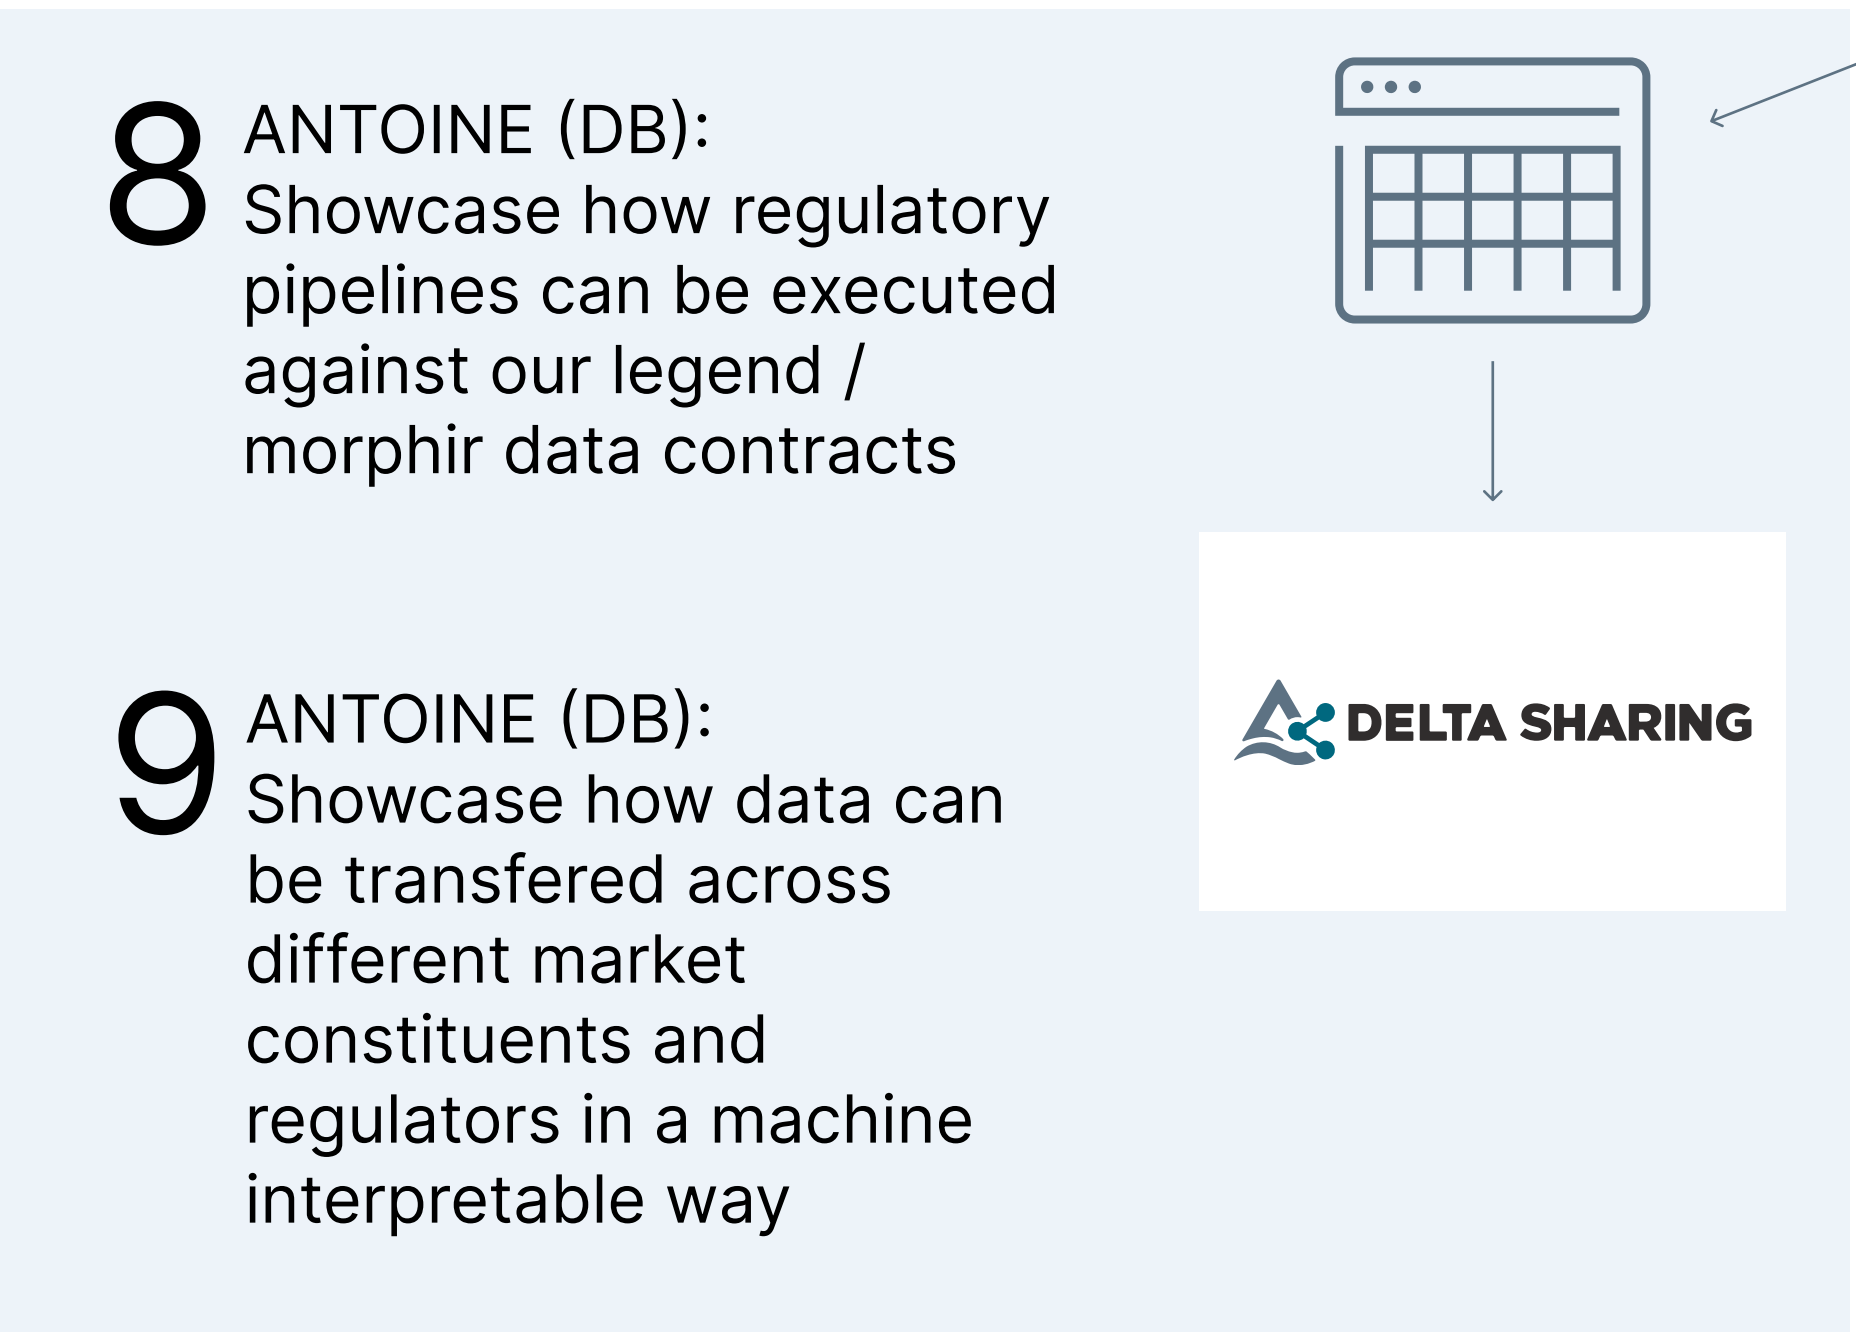 8
ANTOINE (DB):
Showcase how regulatory
pipelines can be executed
against our legend /
morphir data contracts
DELTA SHARING
9
ANTOINE (DB):
Showcase how data can
be transfered across
different market
constituents and
regulators in a machine
interpretable way